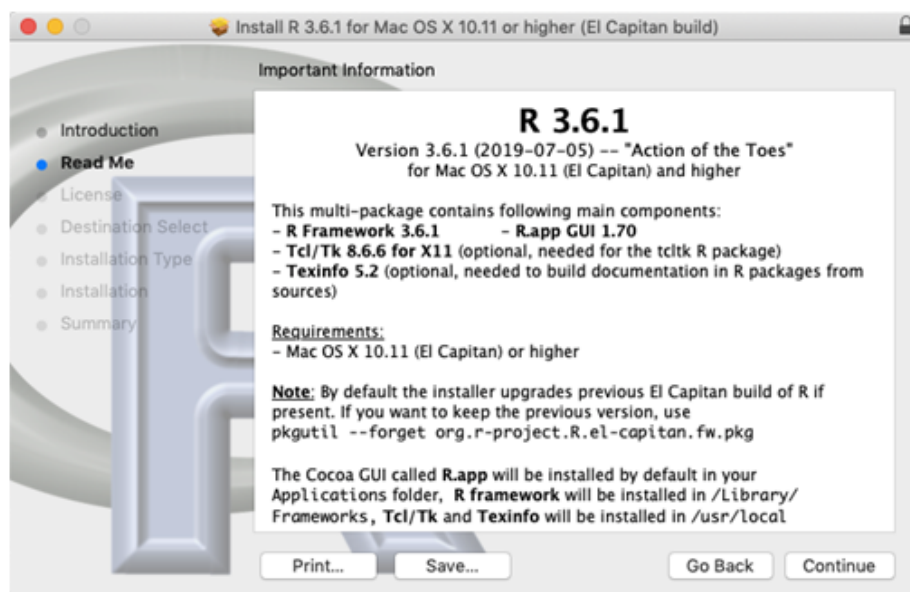 Install R 3.6.1 for Mac OS X 10.11 or higher (El Capitan build)
Important Information
Introduction
Read Me
License
Destination Select
Installation Type
Installation
Summary
R 3.6.1
Version 3.6.1 (2019-07-05) -- "Action of the Toes"
for Mac OS X 10.11 (El Capitan) and higher
This multi-package contains following main components:
- R Framework 3.6.1 - R.app GUI 1.70
- Tcl/Tk 8.6.6 for X11 (optional, needed for the tcltk R package)
- Texinfo 5.2 (optional, needed to build documentation in R packages from
sources)
Requirements:
- Mac OS X 10.11 (El Capitan) or higher
Note: By default the installer upgrades previous El Capitan build of R if
present. If you want to keep the previous version, use
pkgutil --forget org.r-project.R.el-capitan.fw.pkg
The Cocoa GUI called R.app will be installed by default in your
Applications folder, R framework will be installed in /Library/
Frameworks, Tcl/Tk and Texinfo will be installed in /usr/local
Print... Save... Go Back Continue